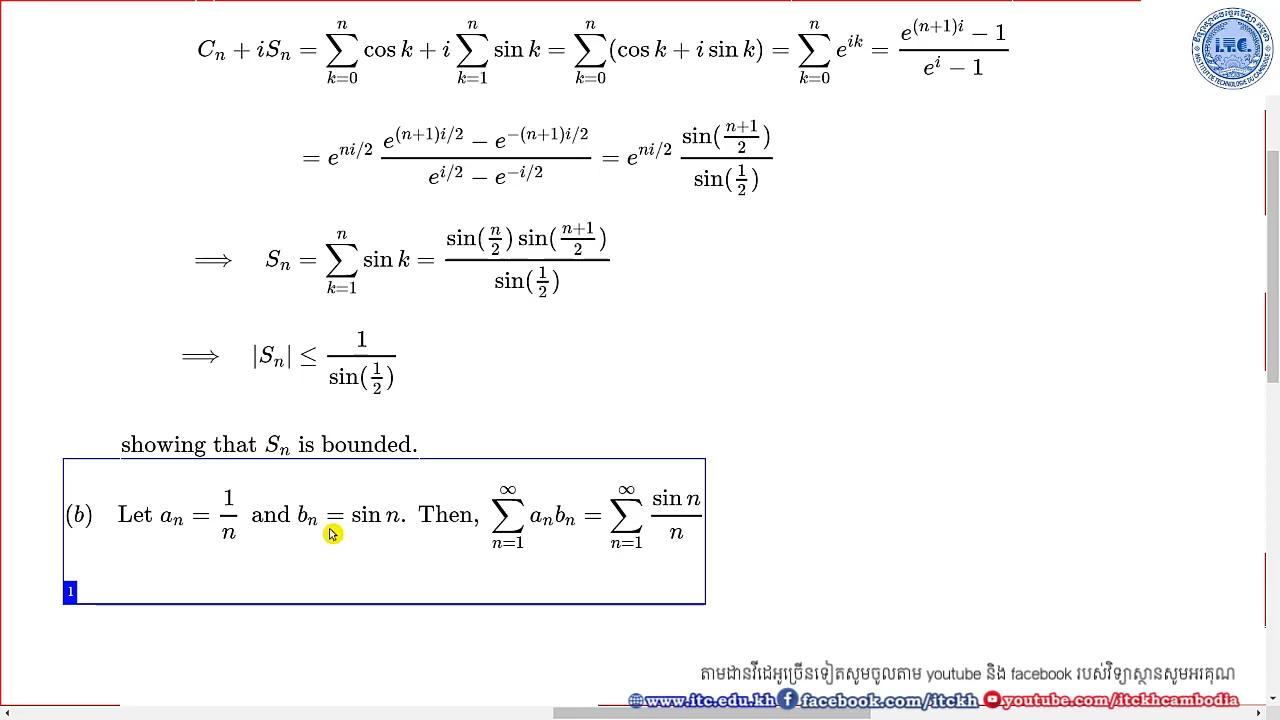 C_n + iS_n = \sum_{k=0}^{n} \cos k + i \sum_{k=1}^{n} \sin k = \sum_{k=0}^{n} (\cos k + i \sin k) = \sum_{k=0}^{n} e^{ik} = \frac{e^{(n+1)i} - 1}{e^i - 1}
= e^{ni/2} \frac{e^{(n+1)i/2} - e^{-(n+1)i/2}}{e^{i/2} - e^{-i/2}} = e^{ni/2} \frac{\sin(\frac{n+1}{2})}{\sin(\frac{1}{2})}
\implies S_n = \sum_{k=1}^{n} \sin k = \frac{\sin(\frac{n}{2}) \sin(\frac{n+1}{2})}{\sin(\frac{1}{2})}
\implies |S_n| \leq \frac{1}{\sin(\frac{1}{2})}
showing that S_n is bounded.
(b) Let a_n = \frac{1}{n} and b_n = \sin n. Then, \sum_{n=1}^{\infty} a_n b_n = \sum_{n=1}^{\infty} \frac{\sin n}{n}
1
តាមដានវីដេអូច្រើនទៀតសូមចូលតាម youtube និង facebook របស់វិទ្យាស្ថានសូមអរគុណ
www.itc.edu.kh facebook.com/itckh youtube.com/itckhcambodia